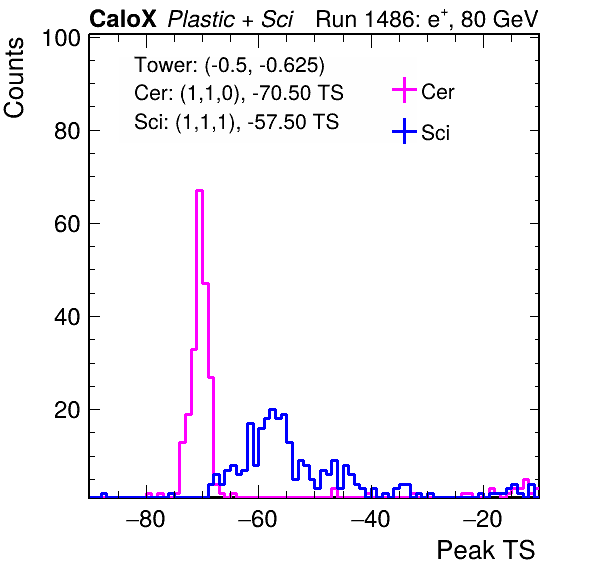 CaloX Plastic + Sci Run 1486: e+, 80 GeV
Counts
100
80
60
40
20
Tower: (-0.5, -0.625)
Cer: (1,1,0), -70.50 TS
Sci: (1,1,1), -57.50 TS
Cer
Sci
−80 −60 −40 −20
Peak TS